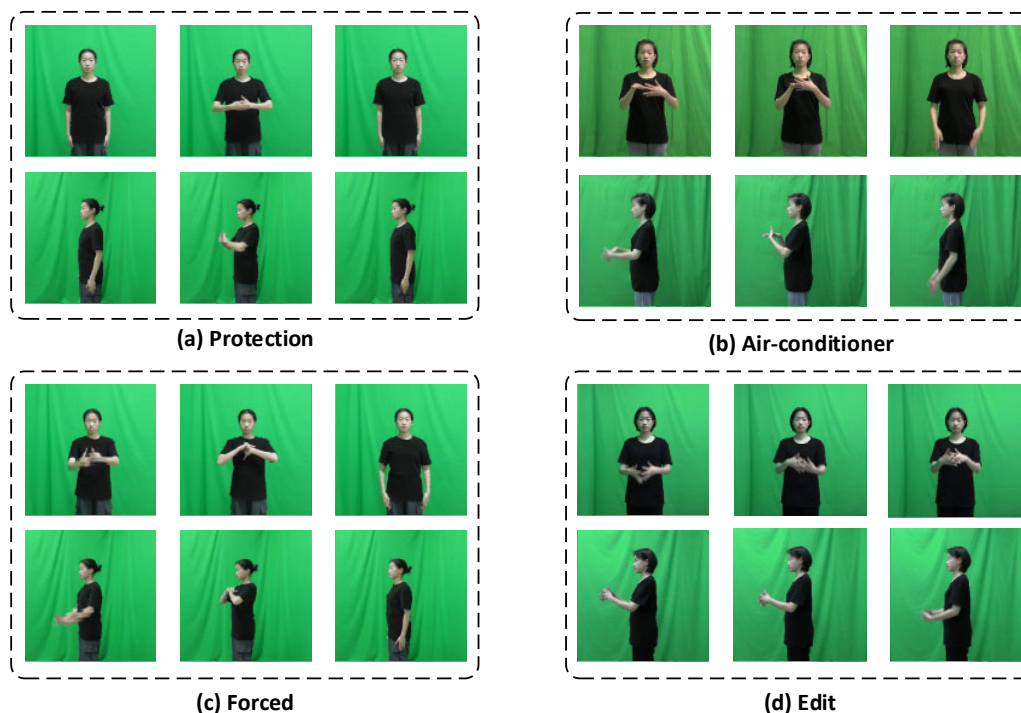 (a) Protection
(b) Air-conditioner
(c) Forced
(d) Edit